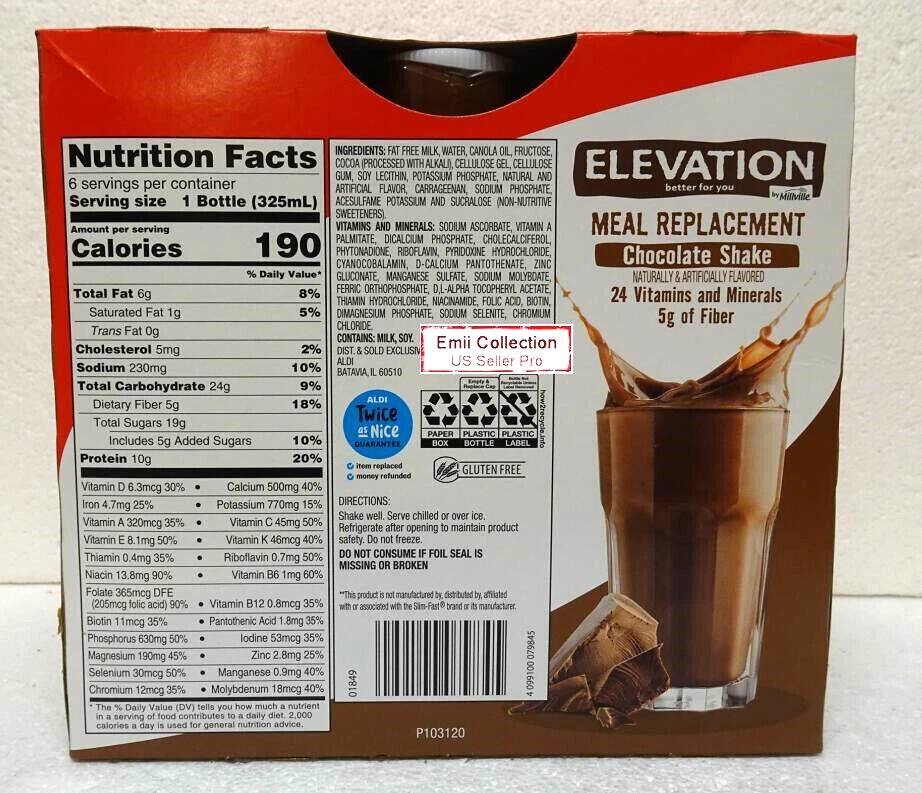 Nutrition Facts
6 servings per container
Serving size 1 Bottle (325mL)
Amount per serving
Calories 190
% Daily Value*
Total Fat 6g 8%
Saturated Fat 1g 5%
Trans Fat 0g
Cholesterol 5mg 2%
Sodium 230mg 10%
Total Carbohydrate 24g 9%
Dietary Fiber 5g 18%
Total Sugars 19g
Includes 5g Added Sugars 10%
Protein 10g 20%
Vitamin D 6.3mcg 30% • Calcium 500mg 40%
Iron 4.7mg 25% • Potassium 770mg 15%
Vitamin A 320mcg 35% • Vitamin C 45mg 50%
Vitamin E 8.1mg 50% • Vitamin K 46mcg 40%
Thiamin 0.4mg 35% • Riboflavin 0.7mg 50%
Niacin 13.8mg 90% • Vitamin B6 1mg 60%
Folate 365mcg DFE
(205mcg folic acid) 90% • Vitamin B12 0.8mcg 35%
Biotin 11mcg 35% • Pantothenic Acid 1.8mg 35%
Phosphorus 630mg 50% • Iodine 53mcg 35%
Magnesium 190mg 45% • Zinc 2.8mg 25%
Selenium 30mcg 50% • Manganese 0.9mg 40%
Chromium 12mcg 35% • Molybdenum 18mcg 40%
* The % Daily Value (DV) tells you how much a nutrient
in a serving of food contributes to a daily diet. 2,000
calories a day is used for general nutrition advice.
INGREDIENTS: FAT FREE MILK, WATER, CANOLA OIL, FRUCTOSE,
COCOA (PROCESSED WITH ALKALI), CELLULOSE GEL, CELLULOSE
GUM, SOY LECITHIN, POTASSIUM PHOSPHATE, NATURAL AND
ARTIFICIAL FLAVOR, CARRAGEENAN, SODIUM PHOSPHATE,
ACESULFAME POTASSIUM AND SUCRALOSE (NON-NUTRITIVE
SWEETENERS).
VITAMINS AND MINERALS: SODIUM ASCORBATE, VITAMIN A
PALMITATE, DICALCIUM PHOSPHATE, CHOLECALCIFEROL,
PHYTONADIONE, RIBOFLAVIN, PYRIDOXINE HYDROCHLORIDE,
CYANOCOBALAMIN, D-CALCIUM PANTOTHENATE, ZINC
GLUCONATE, MANGANESE SULFATE, SODIUM MOLYBDATE,
FERRIC ORTHOPHOSPHATE, D,L-ALPHA TOCOPHERYL ACETATE,
THIAMIN HYDROCHLORIDE, NIACINAMIDE, FOLIC ACID, BIOTIN,
DIMAGNESIUM PHOSPHATE, SODIUM SELENITE, CHROMIUM
CHLORIDE.
CONTAINS: MILK, SOY.
DIST. & SOLD EXCLUSIV
ALDI
BATAVIA, IL 60510
Emii Collection
US Seller Pro
ALDI
Twice
as Nice
GUARANTEE
item replaced
money refunded
Empty &
Replace Cap
Bottle Not
Recyclable Unless
Label Removed
PAPER PLASTIC PLASTIC
BOX BOTTLE LABEL
how2recycle.info
GLUTEN FREE
DIRECTIONS:
Shake well. Serve chilled or over ice.
Refrigerate after opening to maintain product
safety. Do not freeze.
DO NOT CONSUME IF FOIL SEAL IS
MISSING OR BROKEN
**This product is not manufactured by, distributed by, affiliated
with or associated with the Slim-Fast® brand or its manufacturer.
01849
4 099100 079845
P103120
ELEVATION
better for you
by Millville
MEAL REPLACEMENT
Chocolate Shake
NATURALLY & ARTIFICIALLY FLAVORED
24 Vitamins and Minerals
5g of Fiber